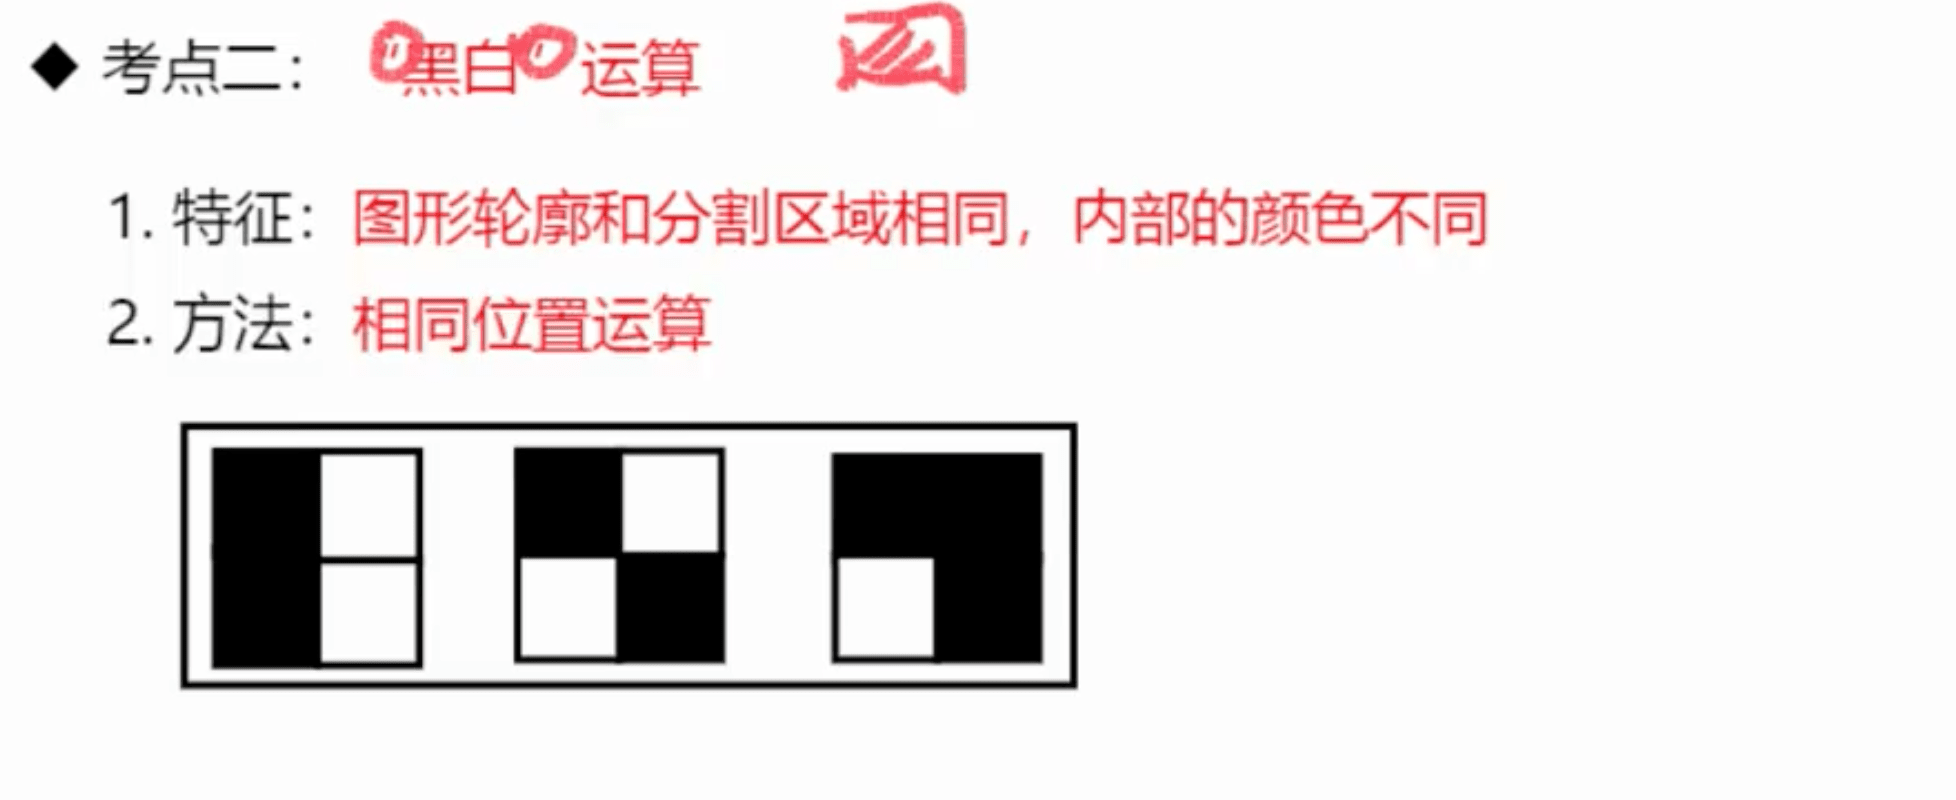 ◆ 考点二：黑白运算
1. 特征：图形轮廓和分割区域相同，内部的颜色不同
2. 方法：相同位置运算